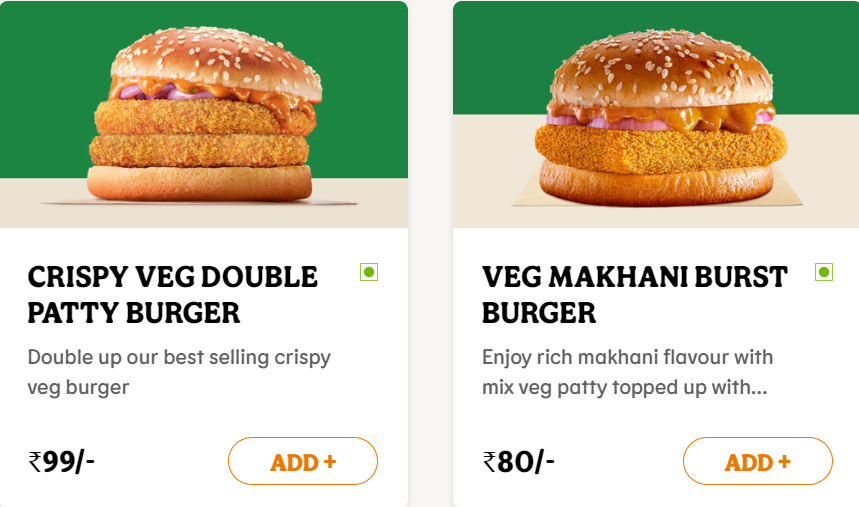 CRISPY VEG DOUBLE
PATTY BURGER
Double up our best selling crispy
veg burger
₹99/-
ADD +
VEG MAKHANI BURST
BURGER
Enjoy rich makhani flavour with
mix veg patty topped up with...
₹80/-
ADD +